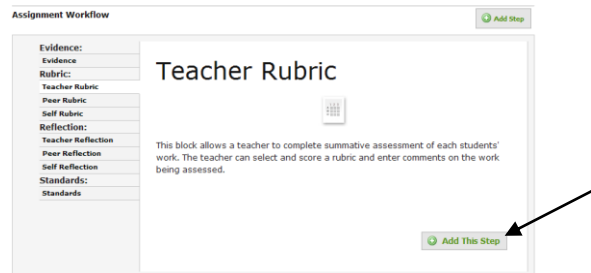 Assignment Workflow
Add Step
Evidence:
Evidence
Rubric:
Teacher Rubric
Peer Rubric
Self Rubric
Reflection:
Teacher Reflection
Peer Reflection
Self Reflection
Standards:
Standards
Teacher Rubric
This block allows a teacher to complete summative assessment of each students'
work. The teacher can select and score a rubric and enter comments on the work
being assessed.
Add This Step